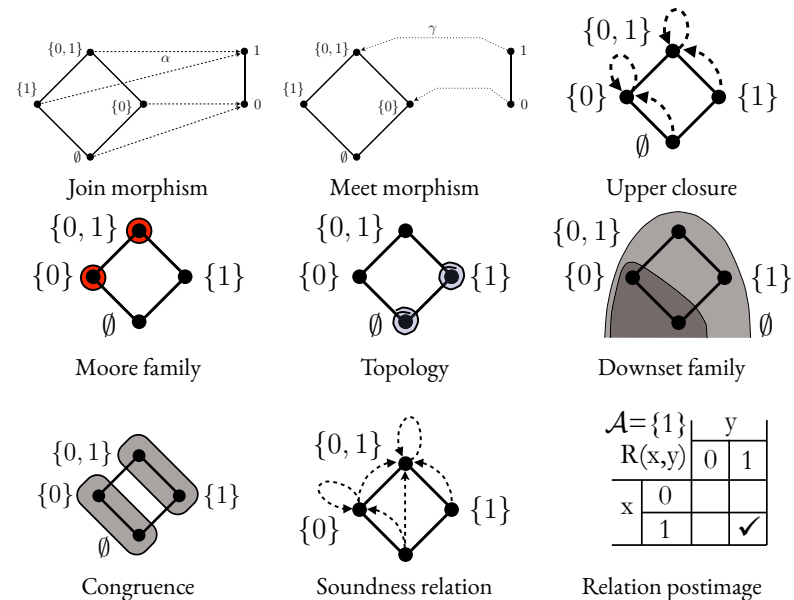 {0, 1} α 1
{1} {0} 0
∅
Join morphism
{0, 1} γ 1
{1} {0} 0
∅
Meet morphism
{0, 1}
{0} {1}
∅
Upper closure
{0, 1}
{0} {1}
∅
Moore family
{0, 1}
{0} {1}
∅
Topology
{0, 1}
{0} {1}
∅
Downset family
{0, 1}
{0} {1}
∅
Congruence
{0, 1}
{0} {1}
Soundness relation
𝒜={1} y
R(x,y) 0 1
x 0
1 ✓
Relation postimage